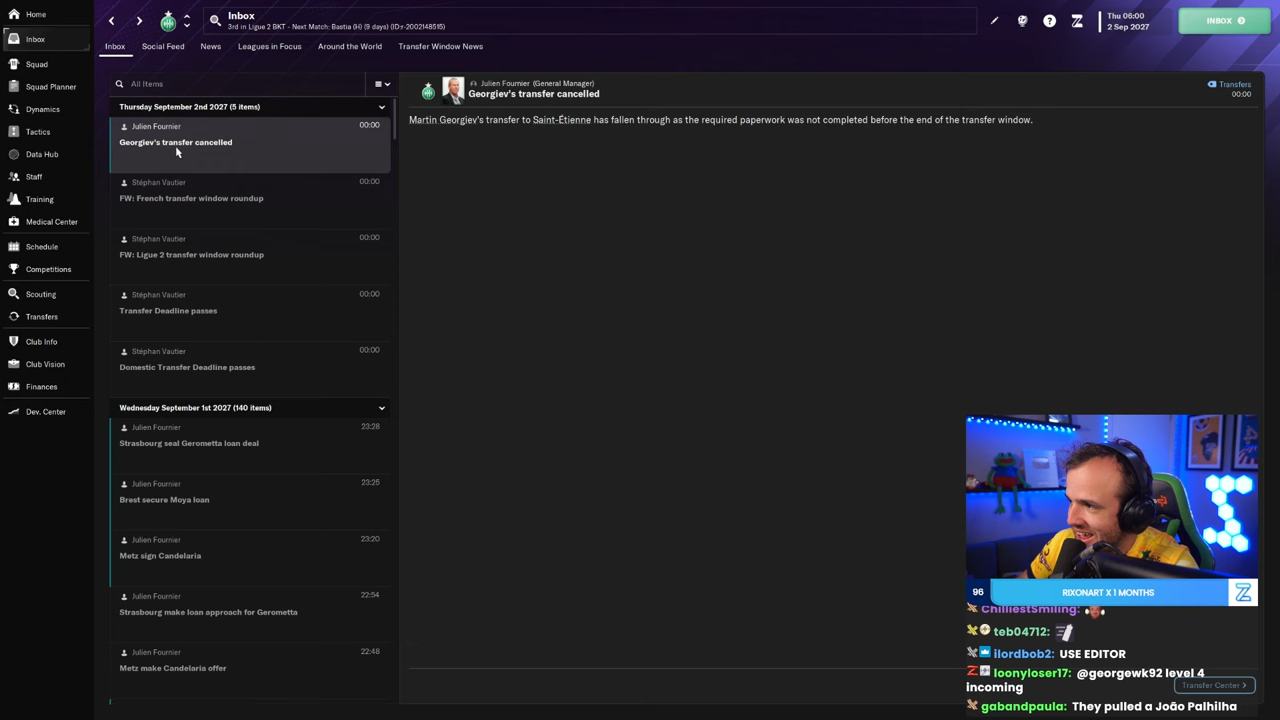 Home
Inbox
Squad
Squad Planner
Dynamics
Tactics
Data Hub
Staff
Training
Medical Center
Schedule
Competitions
Scouting
Transfers
Club Info
Club Vision
Finances
Dev. Center
Inbox
3rd in Ligue 2 BKT - Next Match: Bastia (H) (9 days) (ID:r-2002148515)
Thu 06:00
2 Sep 2027
INBOX
Inbox Social Feed News Leagues in Focus Around the World Transfer Window News
All Items
Thursday September 2nd 2027 (5 items)
Julien Fournier 00:00
Georgiev's transfer cancelled
Stéphan Vautier 00:00
FW: French transfer window roundup
Stéphan Vautier 00:00
FW: Ligue 2 transfer window roundup
Stéphan Vautier 00:00
Transfer Deadline passes
Stéphan Vautier 00:00
Domestic Transfer Deadline passes
Wednesday September 1st 2027 (140 items)
Julien Fournier 23:28
Strasbourg seal Gerometta loan deal
Julien Fournier 23:25
Brest secure Moya loan
Julien Fournier 23:20
Metz sign Candelaria
Julien Fournier 22:54
Strasbourg make loan approach for Gerometta
Julien Fournier 22:48
Metz make Candelaria offer
Julien Fournier (General Manager)
Georgiev's transfer cancelled
Transfers
00:00
Martin Georgiev's transfer to Saint-Étienne has fallen through as the required paperwork was not completed before the end of the transfer window.
96 RIXONART X 1 MONTHS
ChilliestSmiling:
teb04712:
ilordbob2: USE EDITOR
loonyloser17: @georgewk92 level 4
incoming
Transfer Center
gabandpaula: They pulled a João Palhilha